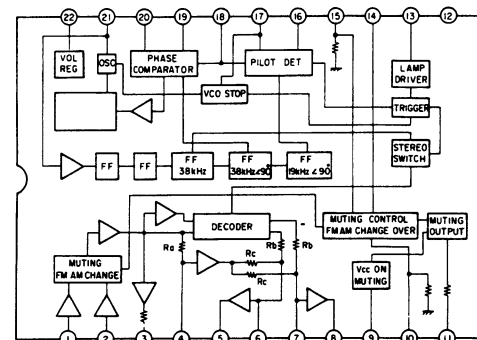 22 21 20 19 18 17 16 15 14 13 12
VOL
REG
OSC
PHASE
COMPARATOR
PILOT DET
LAMP
DRIVER
VCO STOP
TRIGGER
FF
FF
FF
38kHz
FF
38kHz<90°
FF
19kHz<90°
STEREO
SWITCH
DECODER
MUTING CONTROL
FM AM CHANGE OVER
MUTING
OUTPUT
Ra
Rb
Rb
Rc
Rc
MUTING
FM AM CHANGE
Vcc ON
MUTING
1 2 3 4 5 6 7 8 9 10 11